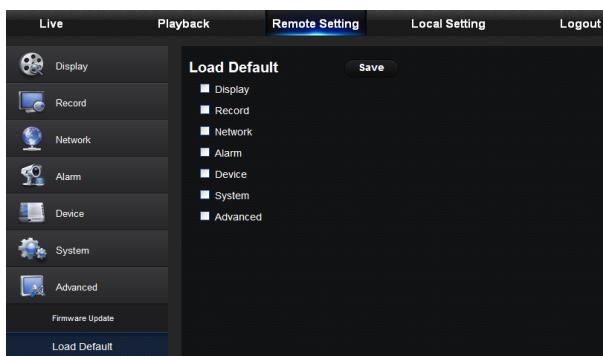 Live Playback Remote Setting Local Setting Logout
Display
Record
Network
Alarm
Device
System
Advanced
Firmware Update
Load Default
Load Default Save
Display
Record
Network
Alarm
Device
System
Advanced